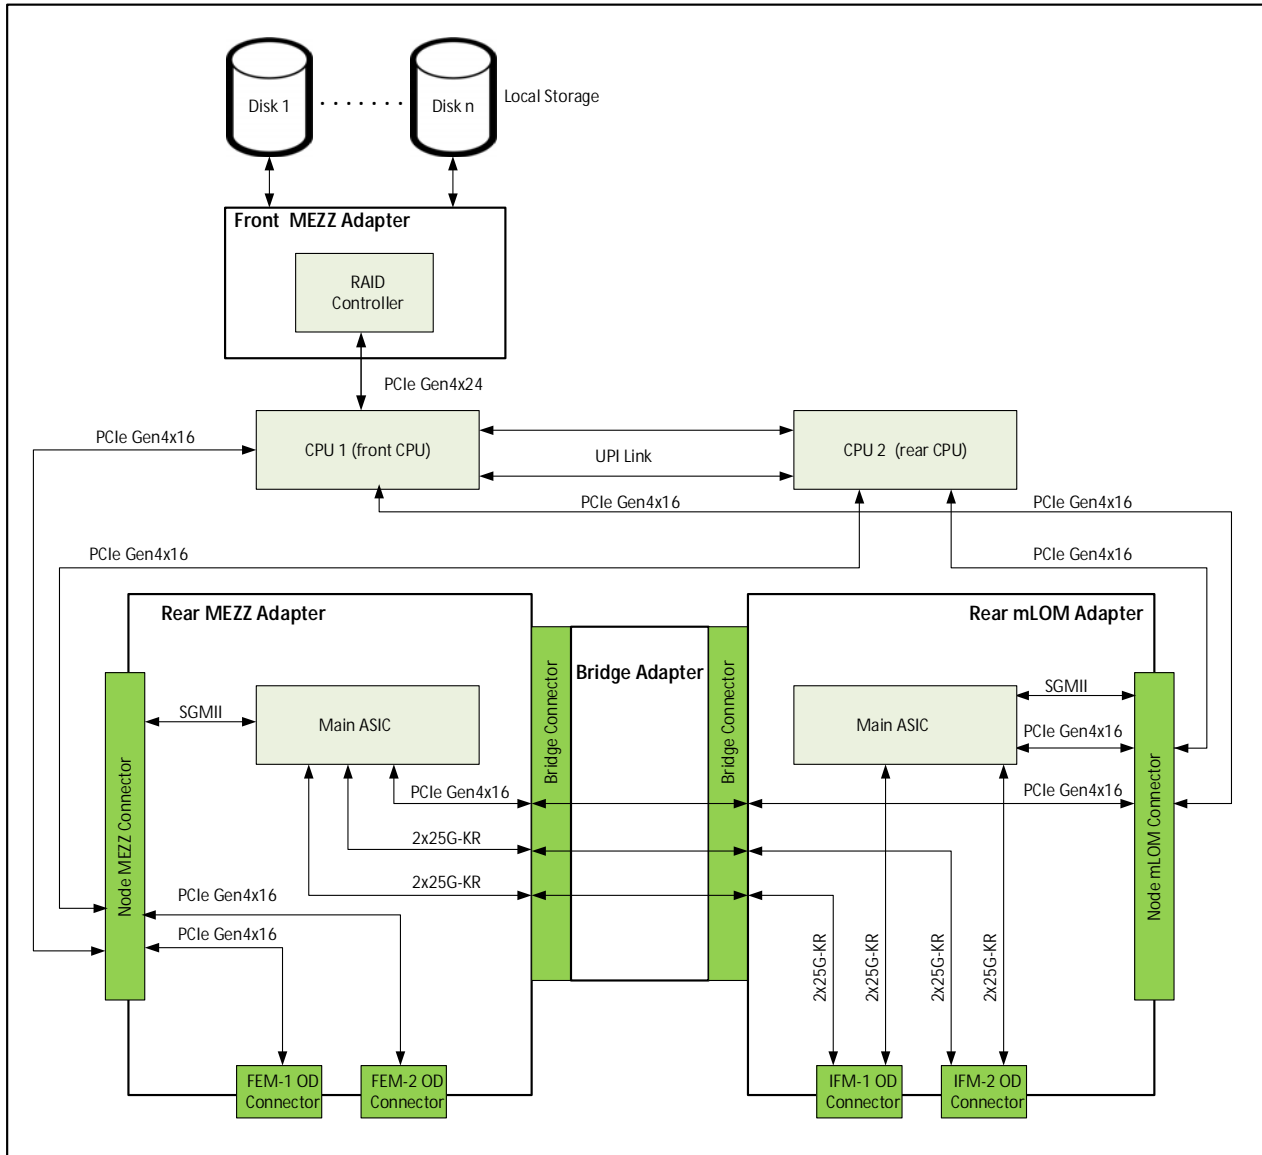 Disk 1
Disk n
Local Storage
Front  MEZZ Adapter
RAID
Controller
PCIe Gen4x24
PCIe Gen4x16
CPU 1 (front CPU)
UPI Link
CPU 2  (rear CPU)
PCIe Gen4x16
PCIe Gen4x16
PCIe Gen4x16
PCIe Gen4x16
Rear MEZZ Adapter
Rear mLOM Adapter
Bridge Connector
Bridge Adapter
Bridge Connector
Node MEZZ Connector
SGMII
Main ASIC
Main ASIC
SGMII
PCIe Gen4x16
Node mLOM Connector
PCIe Gen4x16
PCIe Gen4x16
2x25G-KR
2x25G-KR
PCIe Gen4x16
PCIe Gen4x16
2x25G-KR
2x25G-KR
2x25G-KR
2x25G-KR
FEM-1 OD
Connector
FEM-2 OD
Connector
IFM-1 OD
Connector
IFM-2 OD
Connector